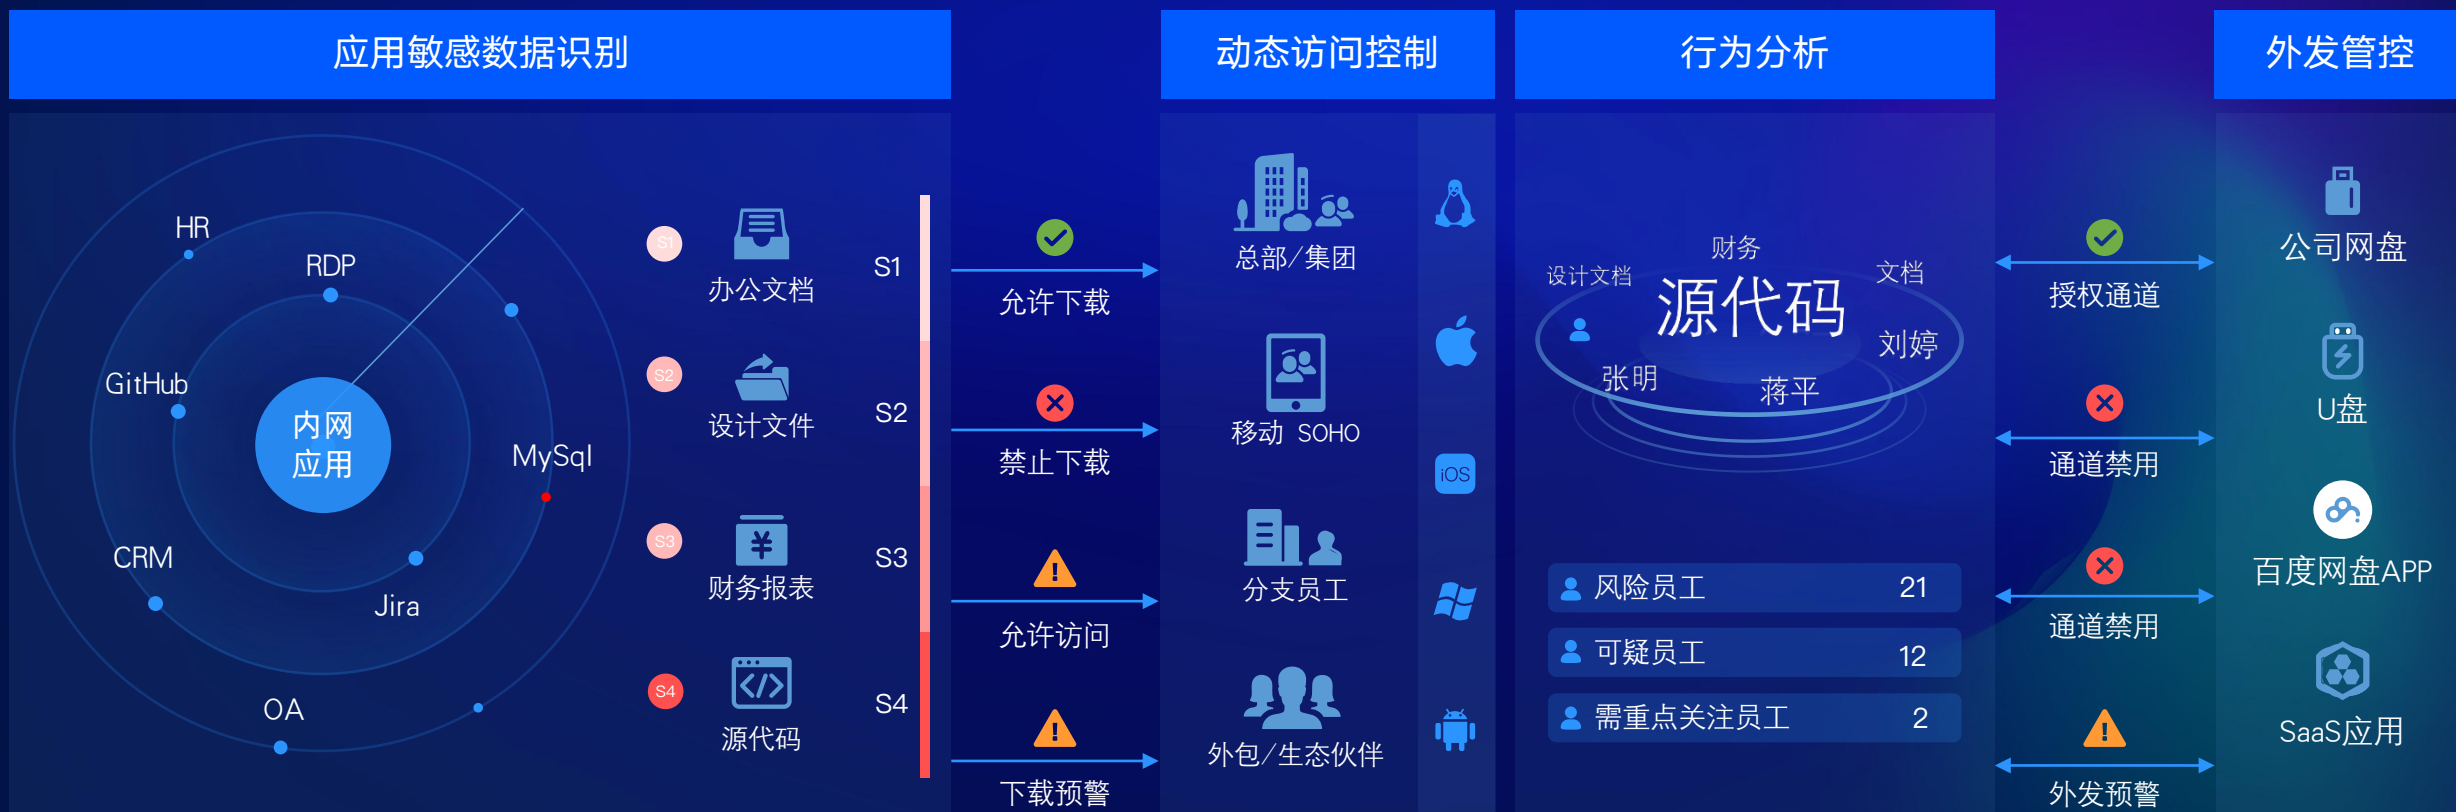 应用敏感数据识别
动态访问控制
行为分析
外发管控
HR
RDP
GitHub
内网
应用
MySql
CRM
Jira
OA
S1
办公文档
S2
设计文件
S3
财务报表
S4
源代码
S1
S2
S3
S4
允许下载
禁止下载
允许访问
下载预警
总部/集团
移动 SOHO
分支员工
外包/生态伙伴
iOS
财务
设计文档
文档
源代码
刘婷
张明
蒋平
风险员工 21
可疑员工 12
需重点关注员工 2
授权通道
通道禁用
通道禁用
外发预警
公司网盘
U盘
百度网盘APP
SaaS应用